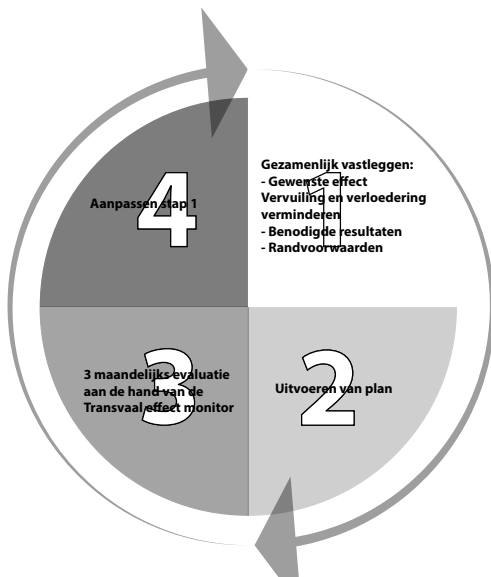 1
Gezamenlijk vastleggen:
- Gewenste effect
Vervuiling en verloedering
verminderen
- Benodigde resultaten
- Randvoorwaarden
2
Uitvoeren van plan
3
3 maandelijks evaluatie
aan de hand van de
Transvaal effect monitor
4
Aanpassen stap 1